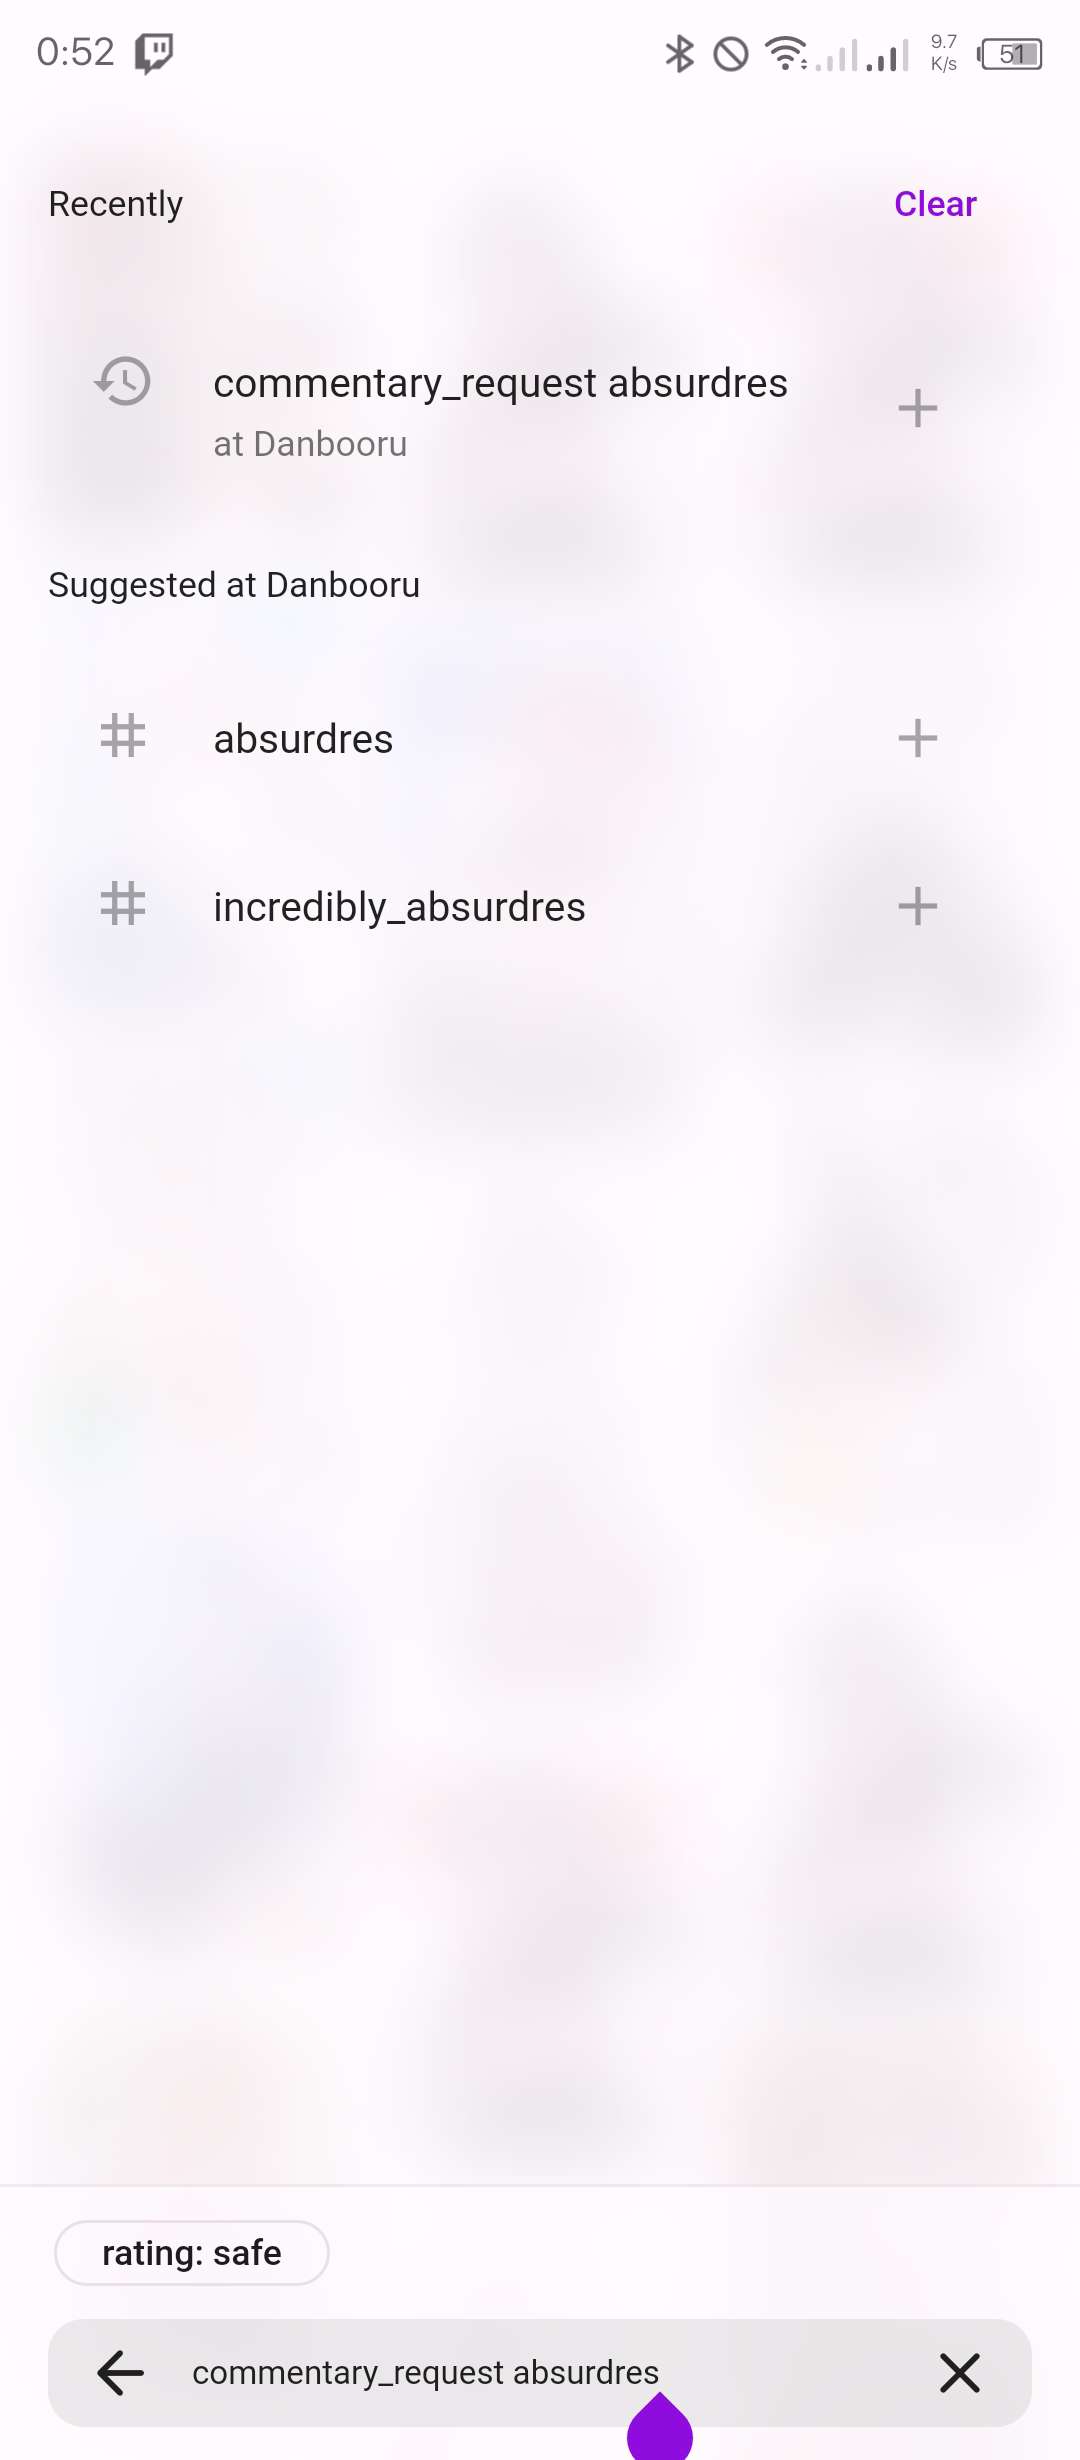 0:52
9.7
K/s
51
Recently
Clear
commentary_request absurdres
at Danbooru
Suggested at Danbooru
absurdres
incredibly_absurdres
rating: safe
commentary_request absurdres